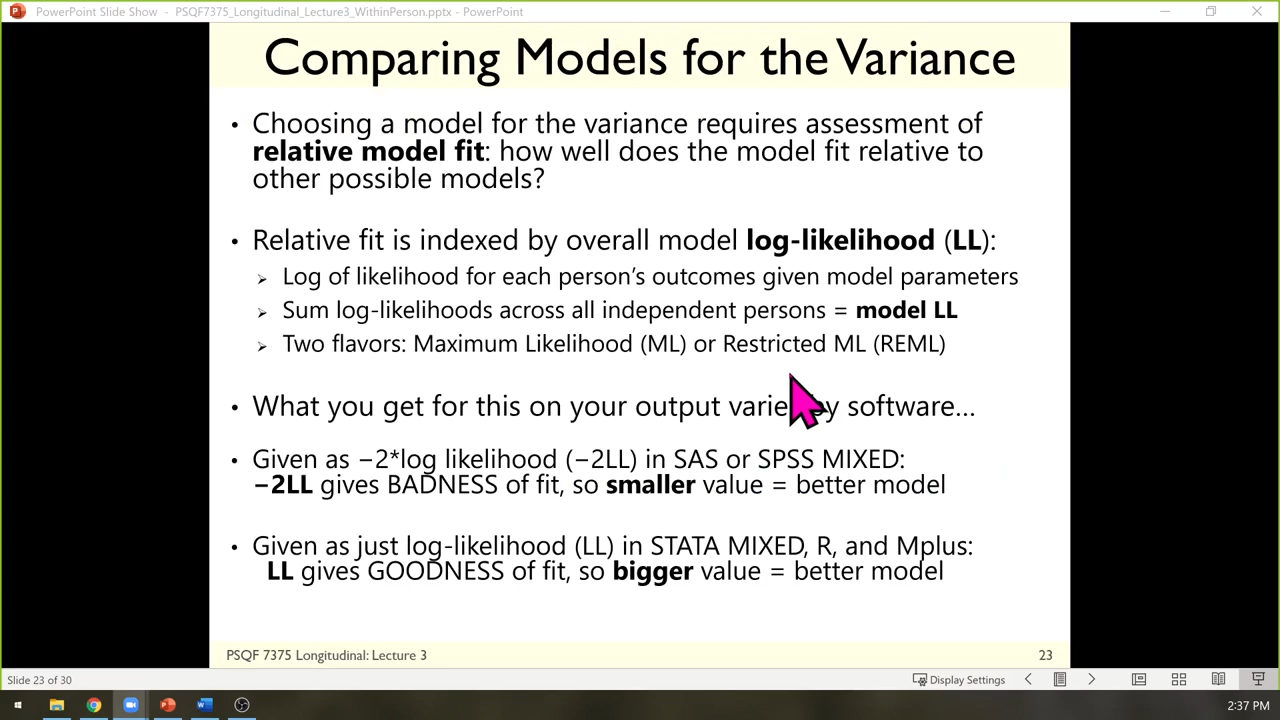 PowerPoint Slide Show - PSQF7375_Longitudinal_Lecture3_WithinPerson.pptx - PowerPoint
Comparing Models for the Variance
• Choosing a model for the variance requires assessment of
relative model fit: how well does the model fit relative to
other possible models?
• Relative fit is indexed by overall model log-likelihood (LL):
➢ Log of likelihood for each person's outcomes given model parameters
➢ Sum log-likelihoods across all independent persons = model LL
➢ Two flavors: Maximum Likelihood (ML) or Restricted ML (REML)
• What you get for this on your output by software…
• Given as −2*log likelihood (−2LL) in SAS or SPSS MIXED:
−2LL gives BADNESS of fit, so smaller value = better model
• Given as just log-likelihood (LL) in STATA MIXED, R, and Mplus:
LL gives GOODNESS of fit, so bigger value = better model
PSQF 7375 Longitudinal: Lecture 3
23
Slide 23 of 30
Display Settings
2:37 PM